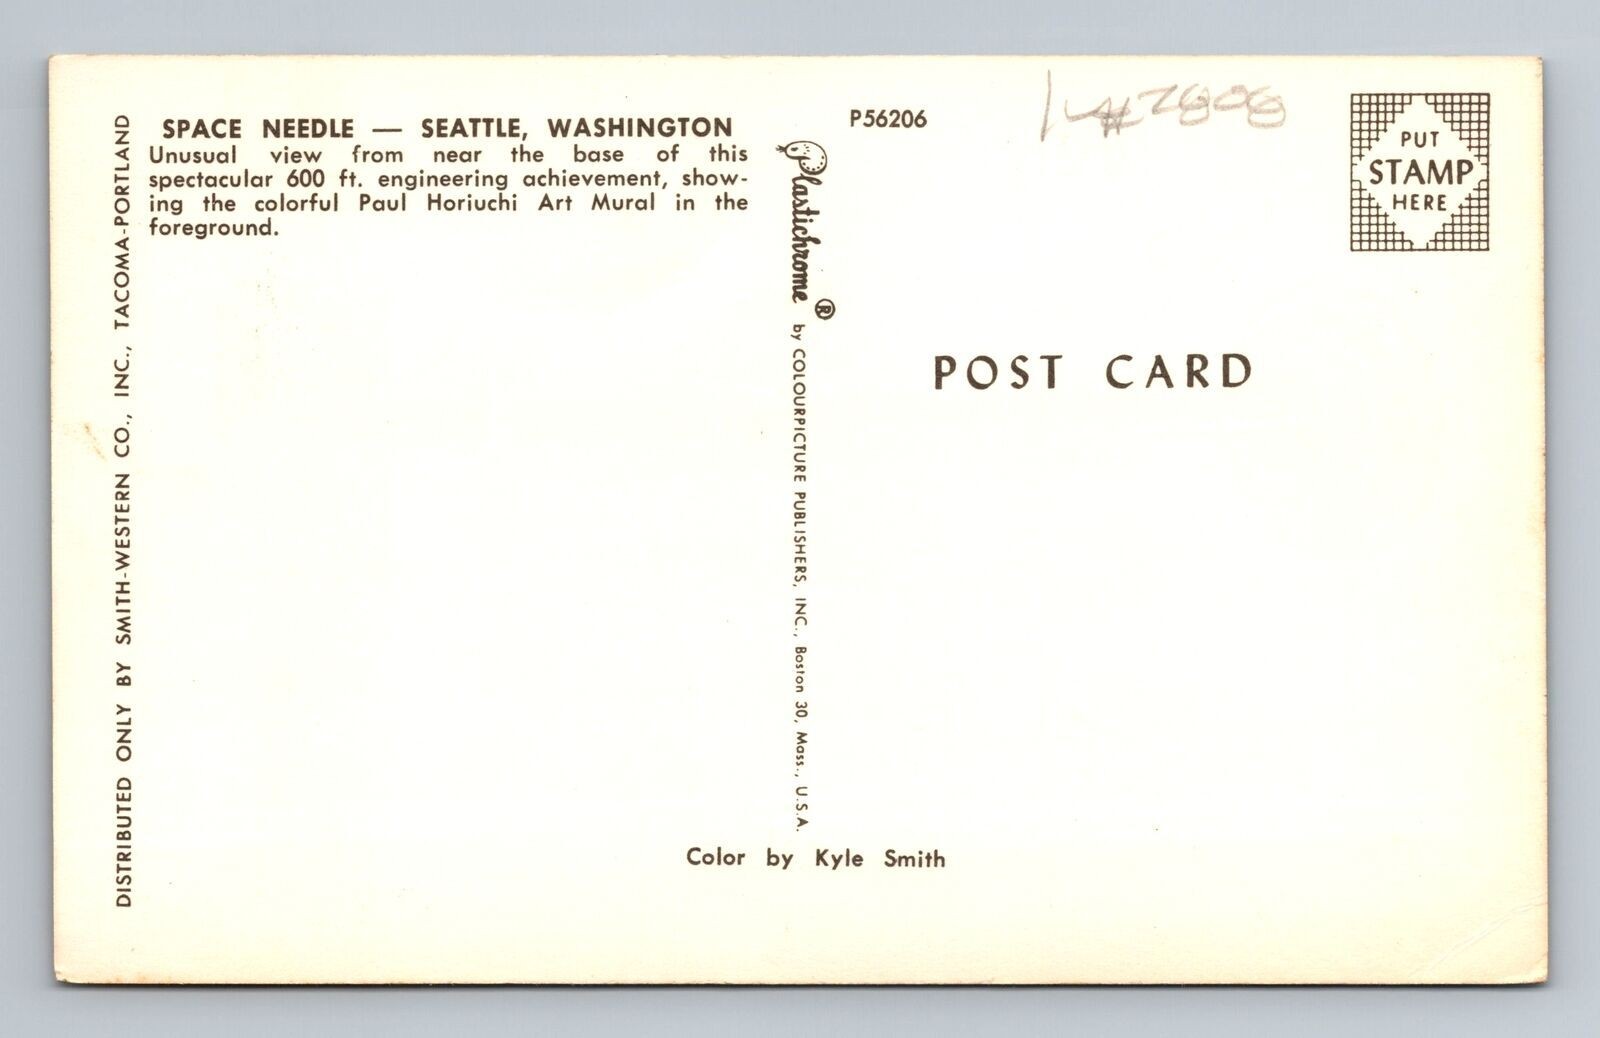 SPACE NEEDLE — SEATTLE, WASHINGTON
Unusual view from near the base of this
spectacular 600 ft. engineering achievement, show-
ing the colorful Paul Horiuchi Art Mural in the
foreground.
DISTRIBUTED ONLY BY SMITH-WESTERN CO., INC., TACOMA-PORTLAND
Plastichrome ® by COLOURPICTURE PUBLISHERS, INC., Boston 30, Mass., U.S.A.
Color by Kyle Smith
P56206
PUT
STAMP
HERE
POST CARD